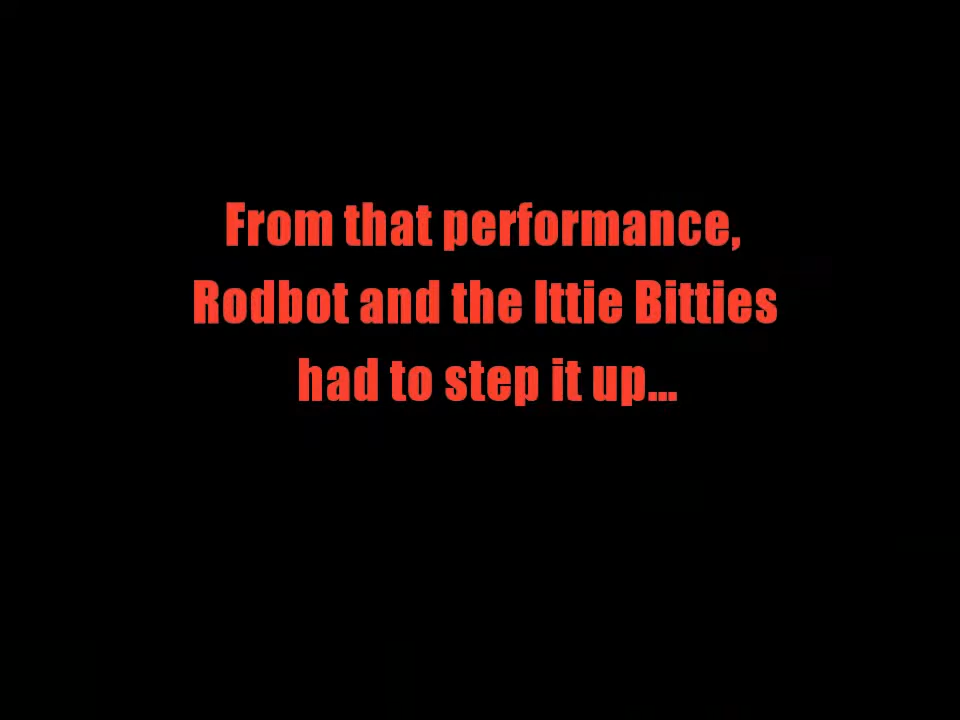 From that performance,
Rodbot and the Ittie Bitties
had to step it up...